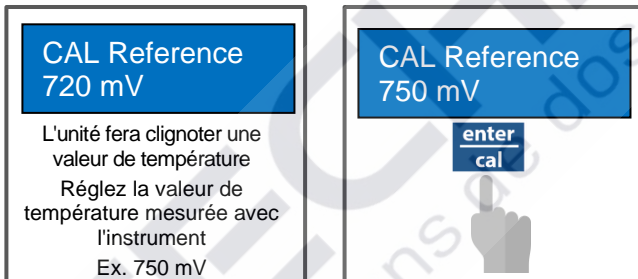 CAL Reference
720 mV
L'unité fera clignoter une
valeur de température
Réglez la valeur de
température mesurée avec
l'instrument
Ex. 750 mV
CAL Reference
750 mV
enter
cal